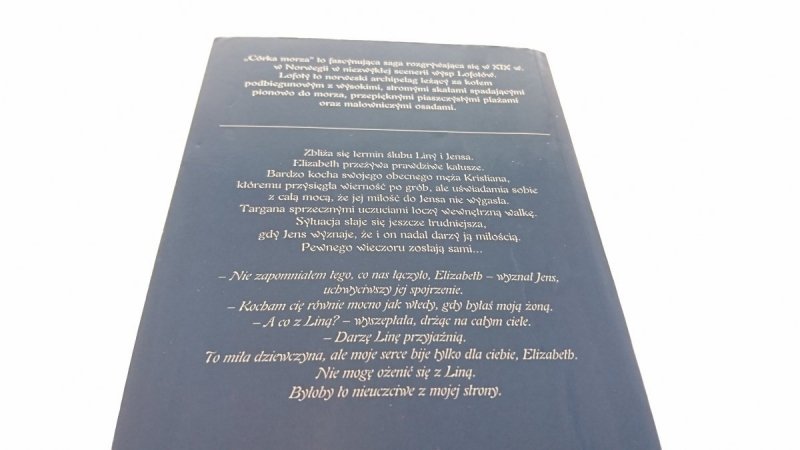 „Córka morza” to fascynująca saga rozgrywająca się w XIX w.
w Norwegii w niezwykłej scenerii wysp Lofotów.
Lofoty to norweski archipelag leżący za kołem
podbiegunowym z wysokimi, stromymi skałami spadającymi
pionowo do morza, przepięknymi piaszczystymi plażami
oraz malowniczymi osadami.
Zbliża się termin ślubu Liny i Jensa.
Elizabeth przeżywa prawdziwe katusze.
Bardzo kocha swojego obecnego męża Kristiana,
któremu przysięgła wierność po grób, ale uświadamia sobie
z całą mocą, że jej miłość do Jensa nie wygasła.
Targana sprzecznymi uczuciami toczy wewnętrzną walkę.
Sytuacja staje się jeszcze trudniejsza,
gdy Jens wyznaje, że i on nadal darzy ją miłością.
Pewnego wieczoru zostają sami...
– Nie zapomniałem tego, co nas łączyło, Elizabeth – wyznał Jens,
uchwyciwszy jej spojrzenie.
– Kocham cię równie mocno jak wtedy, gdy byłaś moją żoną.
– A co z Liną? – wyszeptała, drżąc na całym ciele.
– Darzę Linę przyjaźnią.
To miła dziewczyna, ale moje serce bije tylko dla ciebie, Elizabeth.
Nie mogę ożenić się z Liną.
Byłoby to nieuczciwe z mojej strony.